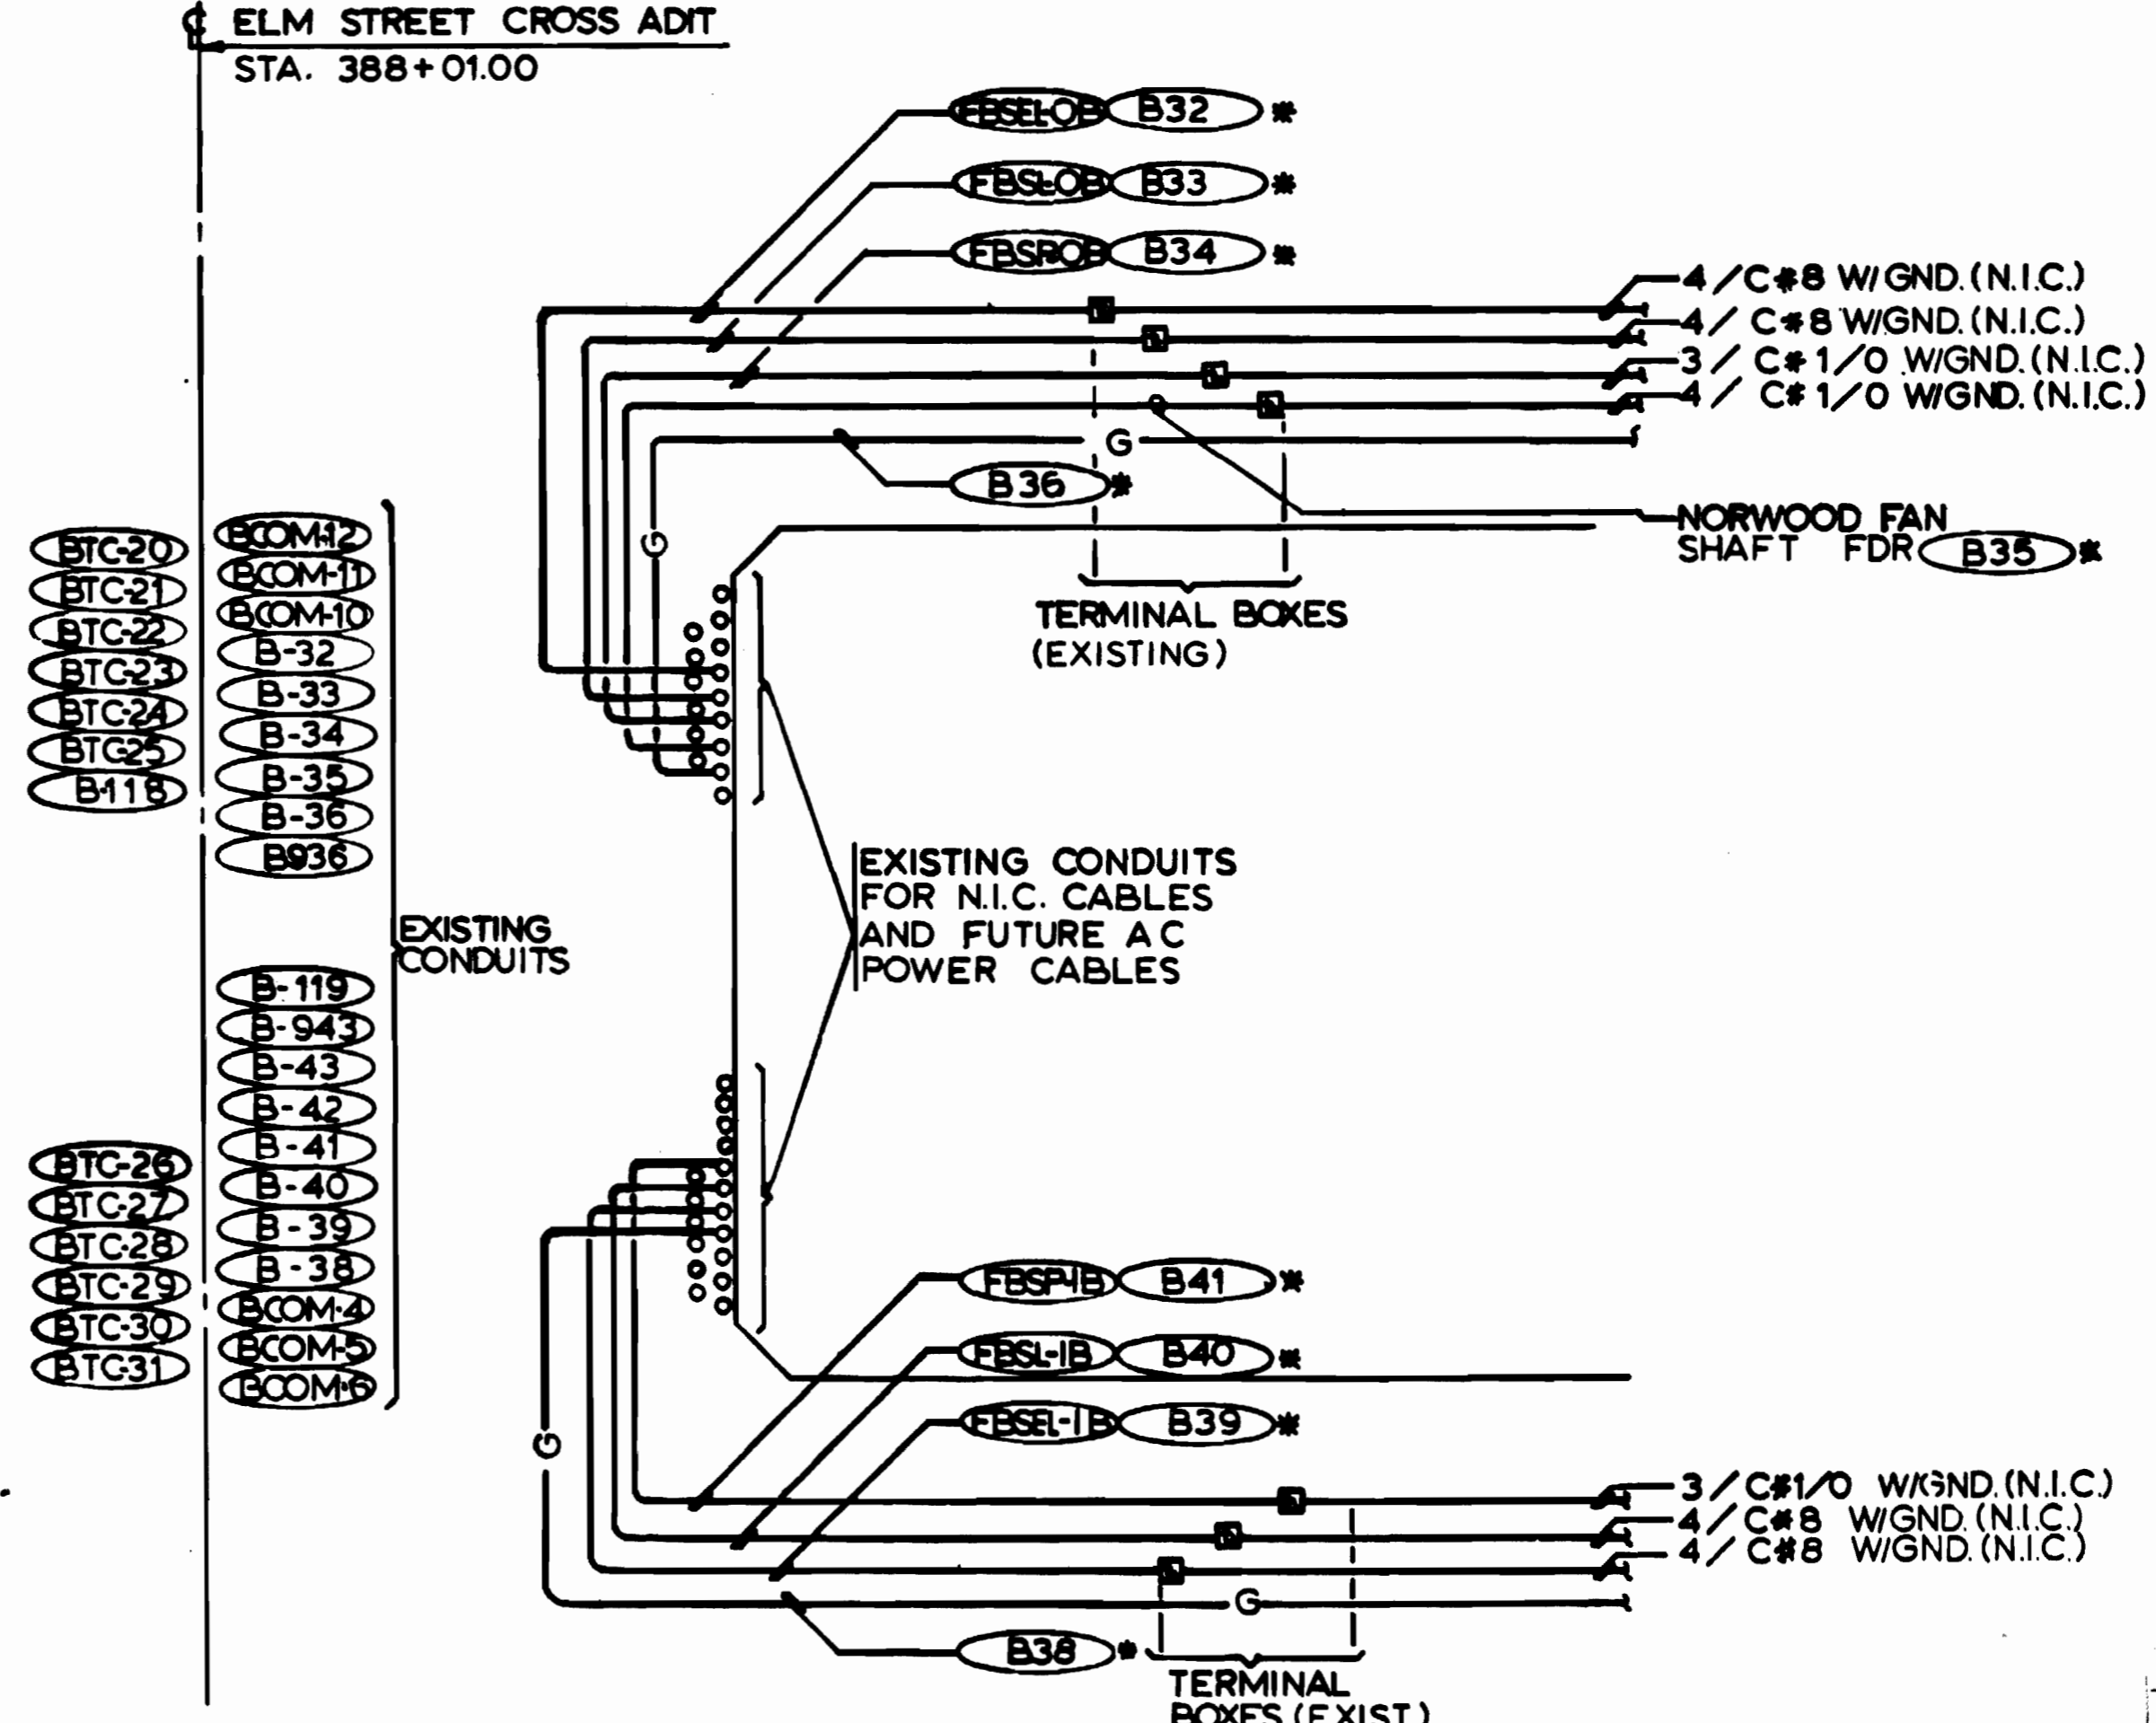 ℄ ELM STREET CROSS ADIT
STA. 388+01.00
FBSEL-OB B32 *
FBSL-OB B33 *
FBSP-OB B34 *
4/C#8 W/GND.(N.I.C.)
4/C#8 W/GND.(N.I.C.)
3/C#1/0 W/GND.(N.I.C.)
4/C#1/0 W/GND.(N.I.C.)
G
B36 *
G
NORWOOD FAN
SHAFT FDR B35 *
TERMINAL BOXES
(EXISTING)
BTC-20
BTC-21
BTC-22
BTC-23
BTC-24
BTC-25
B-118
BCOM-12
BCOM-11
BCOM-10
B-32
B-33
B-34
B-35
B-36
B936
EXISTING
CONDUITS
EXISTING CONDUITS
FOR N.I.C. CABLES
AND FUTURE AC
POWER CABLES
B-119
B-943
B-43
B-42
B-41
B-40
B-39
B-38
BCOM-4
BCOM-5
BCOM-6
BTC-26
BTC-27
BTC-28
BTC-29
BTC-30
BTC-31
FBSP-IB B41 *
FBSL-IB B40 *
FBSEL-IB B39 *
G
3/C#1/0 W/GND.(N.I.C.)
4/C#8 W/GND.(N.I.C.)
4/C#8 W/GND.(N.I.C.)
G
B38 *
TERMINAL
BOXES (EXIST.)